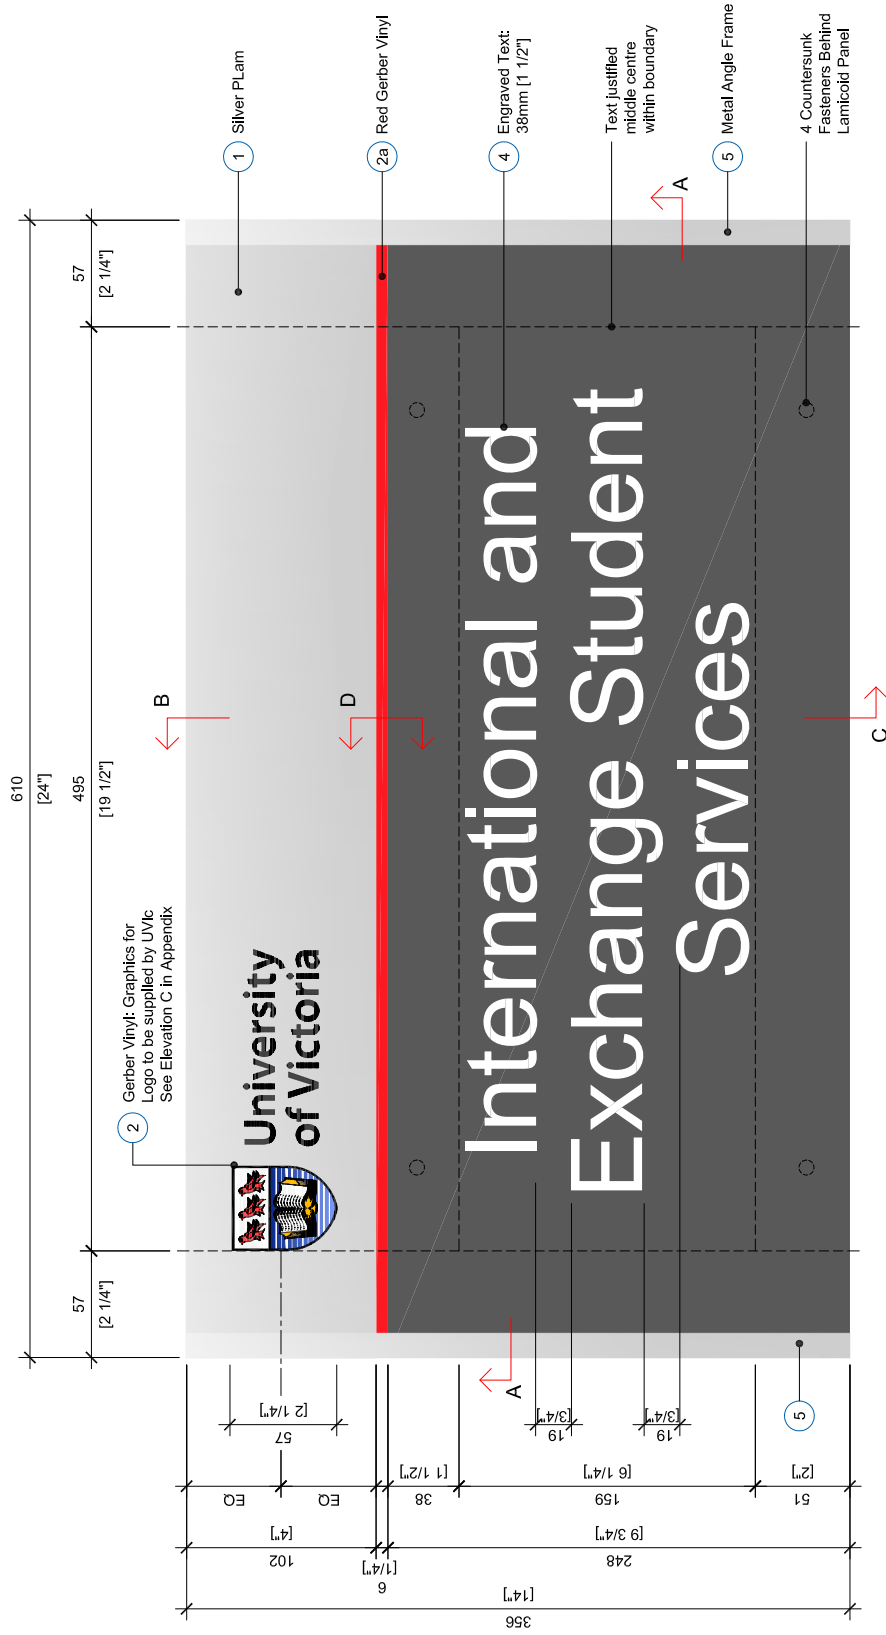 610
[24"]
57
[2 1/4"]
495
[19 1/2"]
57
[2 1/4"]
2
Gerber Vinyl: Graphics for
Logo to be supplied by UVic
See Elevation C in Appendix
B
D
University
of Victoria
1
Silver PLam
2a
Red Gerber Vinyl
4
Engraved Text:
38mm [1 1/2"]
Text justified
middle centre
within boundary
5
Metal Angle Frame
4 Countersunk
Fasteners Behind
Lamicoid Panel
International and
Exchange Student
Services
A
A
C
5
57
[2 1/4"]
19
[3/4"]
19
[3/4"]
EQ
EQ
38
[1 1/2"]
159
[6 1/4"]
51
[2"]
102
[4"]
6
[1/4"]
248
[9 3/4"]
356
[14"]